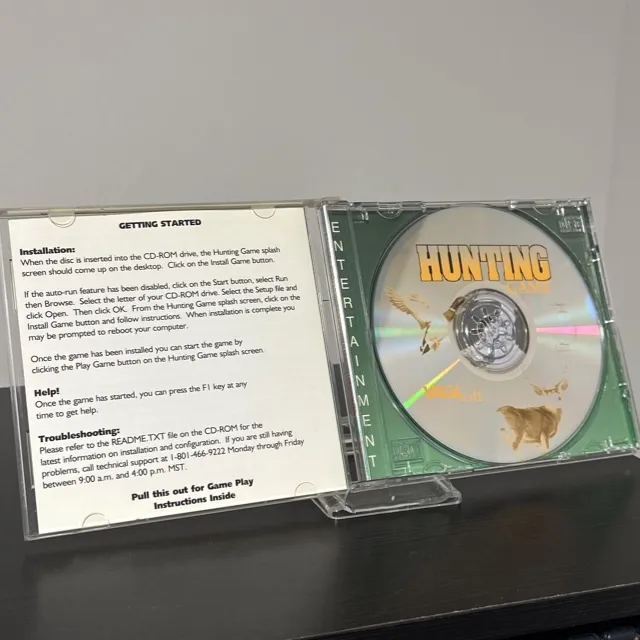 GETTING STARTED
Installation:
When the disc is inserted into the CD-ROM drive, the Hunting Game splash
screen should come up on the desktop. Click on the Install Game button.
If the auto-run feature has been disabled, click on the Start button, select Run
then Browse. Select the letter of your CD-ROM drive. Select the Setup file and
click Open. Then click OK. From the Hunting Game splash screen, click on the
Install Game button and follow instructions. When installation is complete you
may be prompted to reboot your computer.
Once the game has been installed you can start the game by
clicking the Play Game button on the Hunting Game splash screen.
Help!
Once the game has started, you can press the F1 key at any
time to get help.
Troubleshooting:
Please refer to the README.TXT file on the CD-ROM for the
latest information on installation and configuration. If you are still having
problems, call technical support at 1-801-466-9222 Monday through Friday
between 9:00 a.m. and 4:00 p.m. MST.
Pull this out for Game Play
Instructions Inside
ENTERTAINMENT
HUNTING
GAME